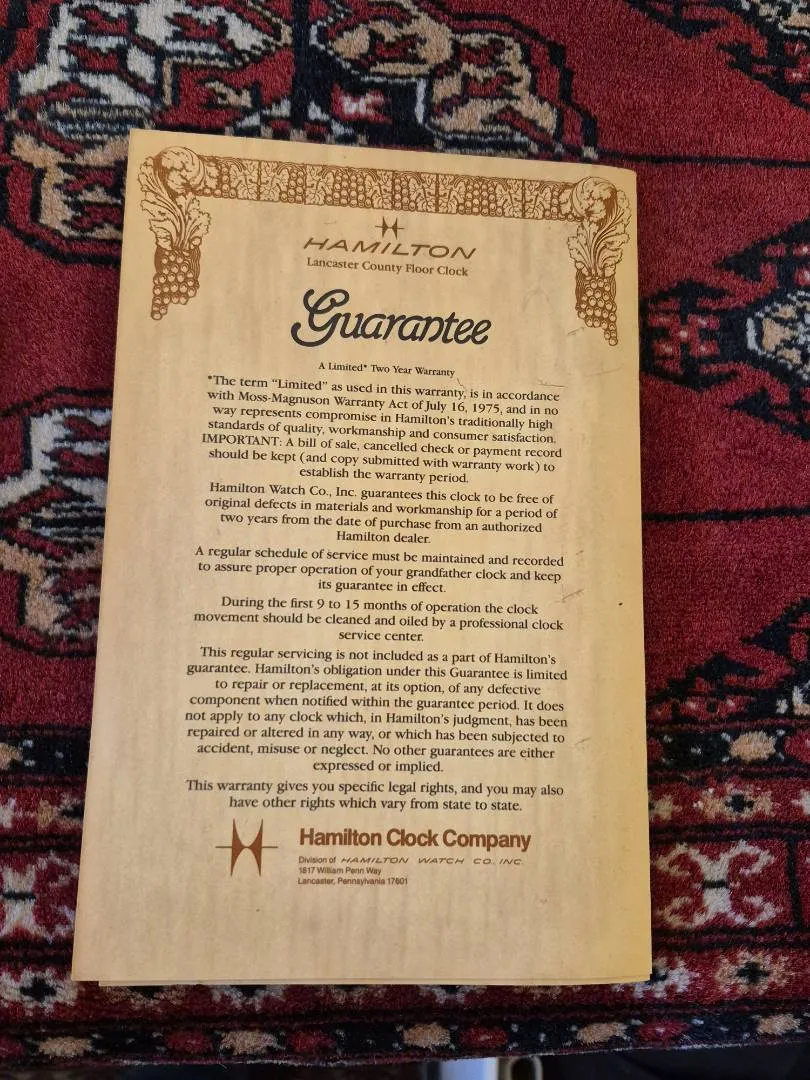 HAMILTON
Lancaster County Floor Clock
Guarantee
A Limited* Two Year Warranty
*The term "Limited" as used in this warranty, is in accordance
with Moss-Magnuson Warranty Act of July 16, 1975, and in no
way represents compromise in Hamilton's traditionally high
standards of quality, workmanship and consumer satisfaction.
IMPORTANT: A bill of sale, cancelled check or payment record
should be kept (and copy submitted with warranty work) to
establish the warranty period.
Hamilton Watch Co., Inc. guarantees this clock to be free of
original defects in materials and workmanship for a period of
two years from the date of purchase from an authorized
Hamilton dealer.
A regular schedule of service must be maintained and recorded
to assure proper operation of your grandfather clock and keep
its guarantee in effect.
During the first 9 to 15 months of operation the clock
movement should be cleaned and oiled by a professional clock
service center.
This regular servicing is not included as a part of Hamilton's
guarantee. Hamilton's obligation under this Guarantee is limited
to repair or replacement, at its option, of any defective
component when notified within the guarantee period. It does
not apply to any clock which, in Hamilton's judgment, has been
repaired or altered in any way, or which has been subjected to
accident, misuse or neglect. No other guarantees are either
expressed or implied.
This warranty gives you specific legal rights, and you may also
have other rights which vary from state to state.
Hamilton Clock Company
Division of HAMILTON WATCH CO. INC.
1817 William Penn Way
Lancaster, Pennsylvania 17601